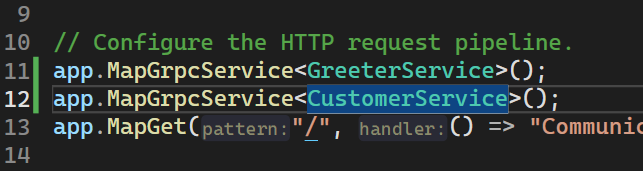 9
10 // Configure the HTTP request pipeline.
11 app.MapGrpcService<GreeterService>();
12 app.MapGrpcService<CustomerService>();
13 app.MapGet(pattern:"/", handler:() => "Communic
14